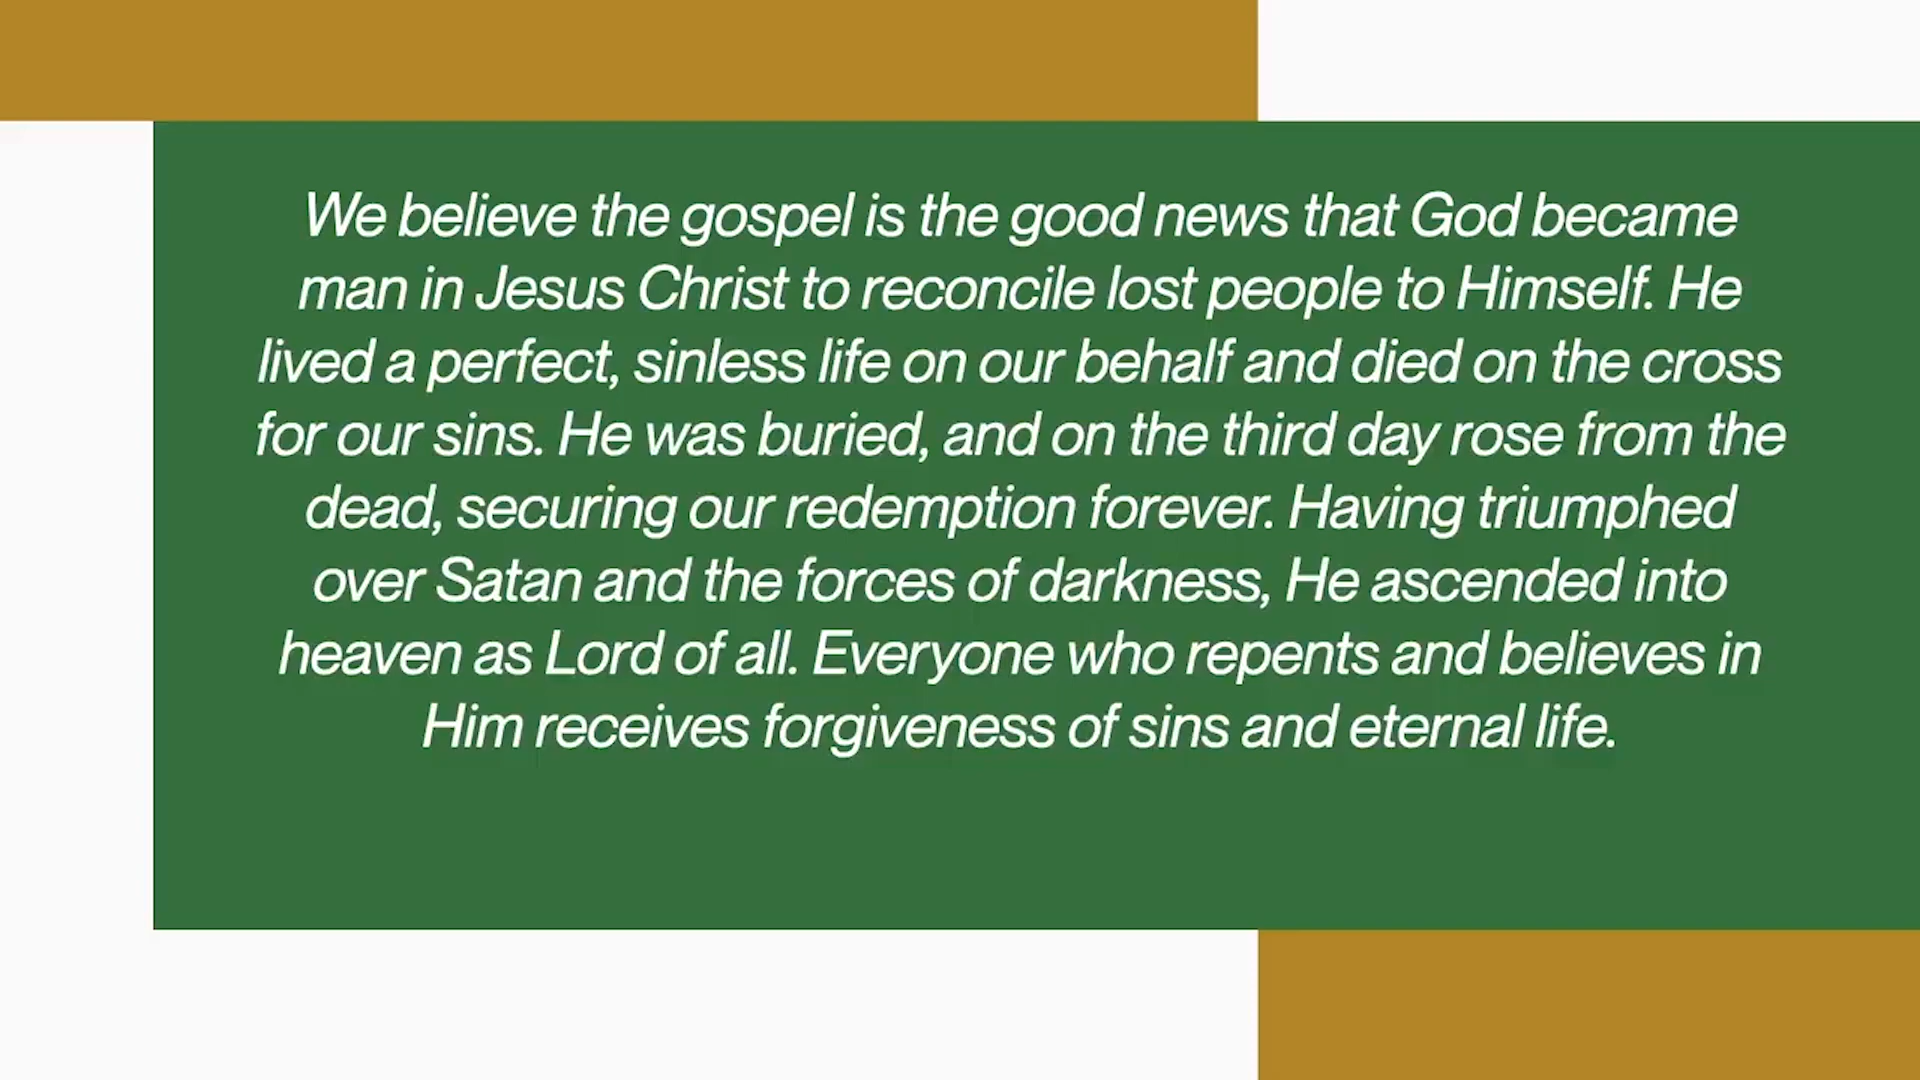 We believe the gospel is the good news that God became
man in Jesus Christ to reconcile lost people to Himself. He
lived a perfect, sinless life on our behalf and died on the cross
for our sins. He was buried, and on the third day rose from the
dead, securing our redemption forever. Having triumphed
over Satan and the forces of darkness, He ascended into
heaven as Lord of all. Everyone who repents and believes in
Him receives forgiveness of sins and eternal life.